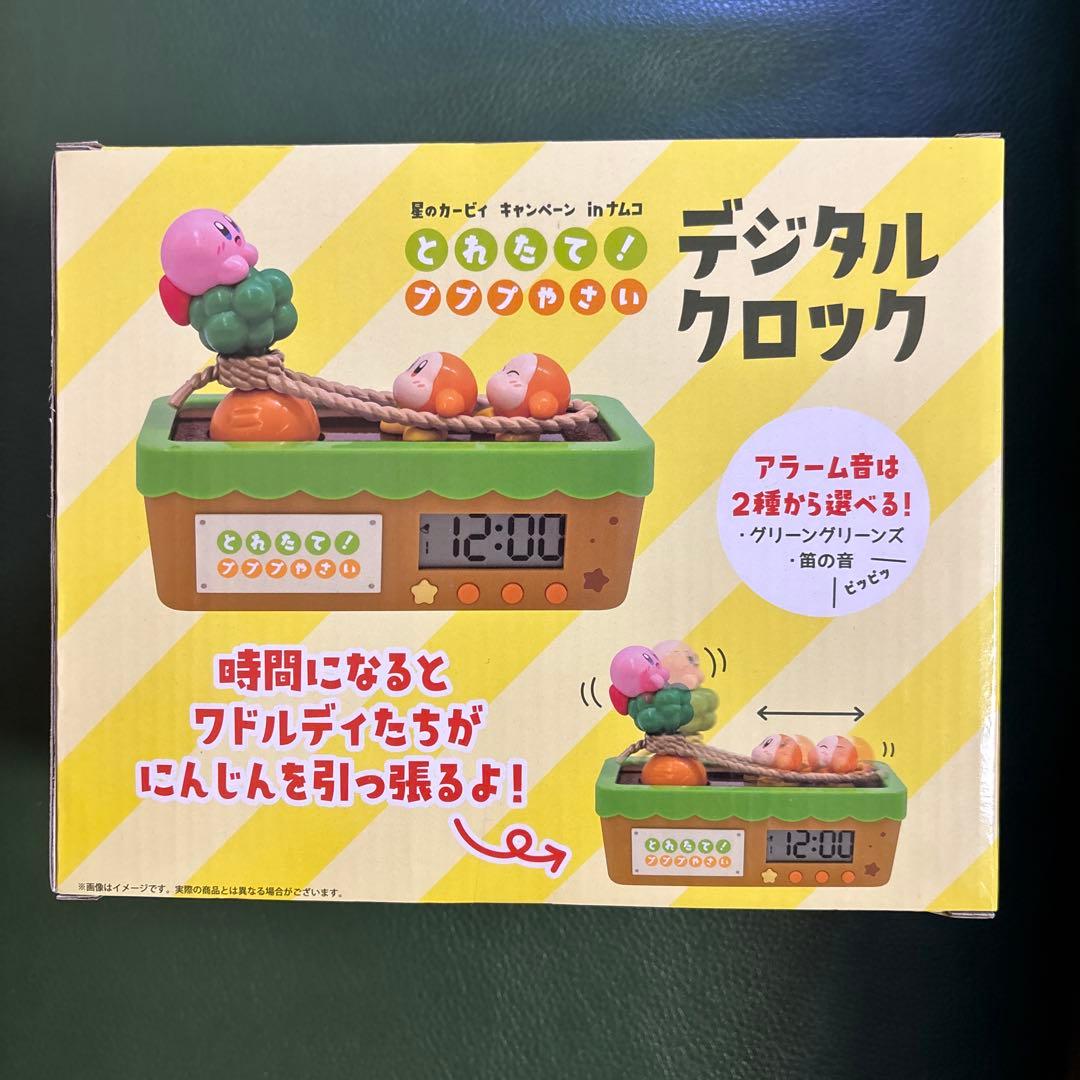 星のカービィ キャンペーン inナムコ
とれたて！
プププやさい
デジタル
クロック
アラーム音は
2種から選べる！
・グリーングリーンズ
・笛の音
ピッピッ
12:00
とれたて！
プププやさい
時間になると
ワドルディたちが
にんじんを引っ張るよ！
12:00
とれたて！
プププやさい
※画像はイメージです。実際の商品とは異なる場合がございます。